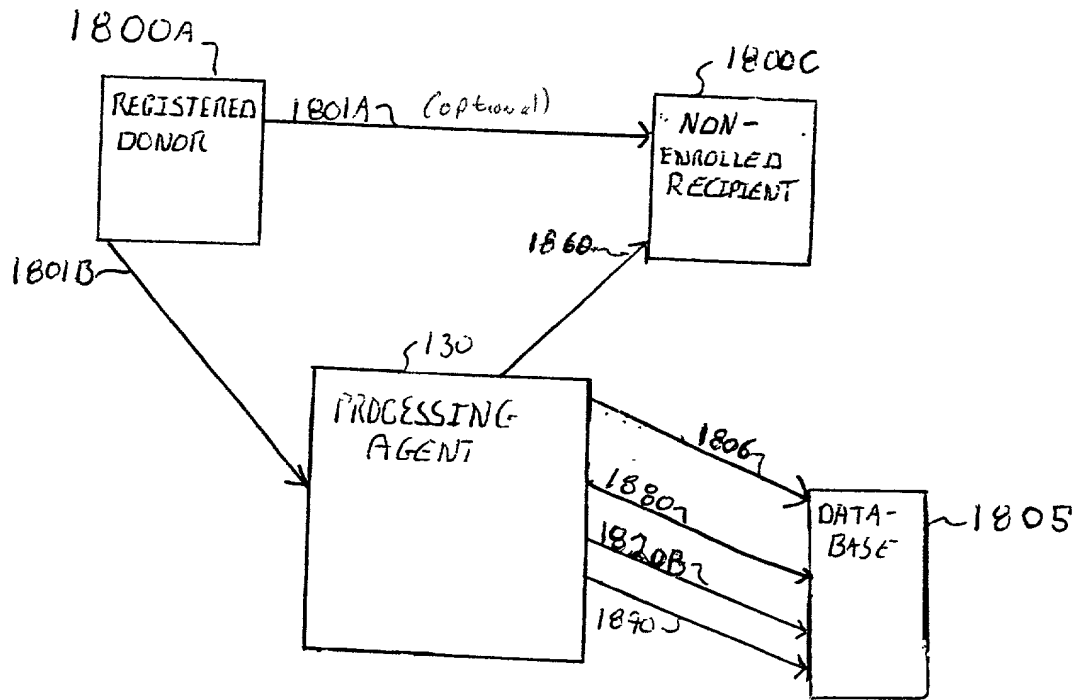 1800A
1800C
REGISTERED
DONOR
1801A
(optional)
NON-
ENROLLED
RECIPIENT
1801B
1860
130
PROCESSING
AGENT
1806
1880
1820B
1890
DATA-
BASE
1805